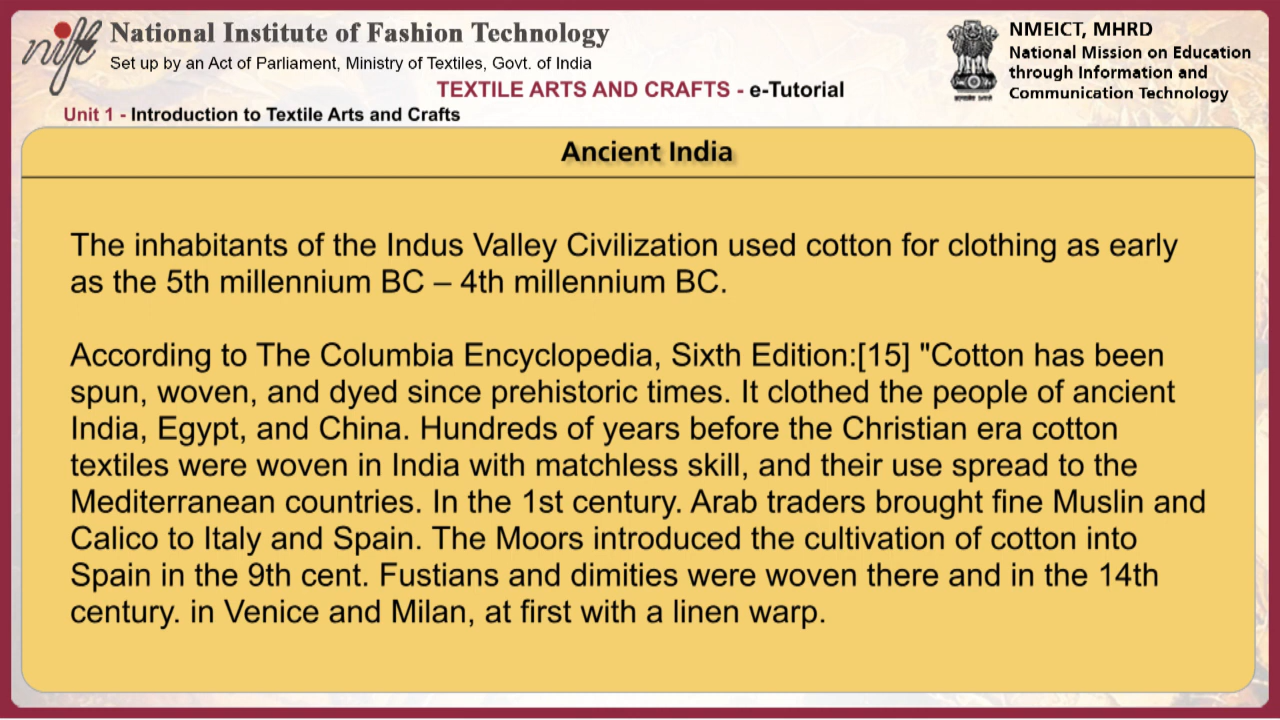 nift
National Institute of Fashion Technology
Set up by an Act of Parliament, Ministry of Textiles, Govt. of India
NMEICT, MHRD
National Mission on Education
through Information and
Communication Technology
TEXTILE ARTS AND CRAFTS - e-Tutorial
Unit 1 - Introduction to Textile Arts and Crafts
Ancient India
The inhabitants of the Indus Valley Civilization used cotton for clothing as early
as the 5th millennium BC – 4th millennium BC.
According to The Columbia Encyclopedia, Sixth Edition:[15] "Cotton has been
spun, woven, and dyed since prehistoric times. It clothed the people of ancient
India, Egypt, and China. Hundreds of years before the Christian era cotton
textiles were woven in India with matchless skill, and their use spread to the
Mediterranean countries. In the 1st century. Arab traders brought fine Muslin and
Calico to Italy and Spain. The Moors introduced the cultivation of cotton into
Spain in the 9th cent. Fustians and dimities were woven there and in the 14th
century. in Venice and Milan, at first with a linen warp.